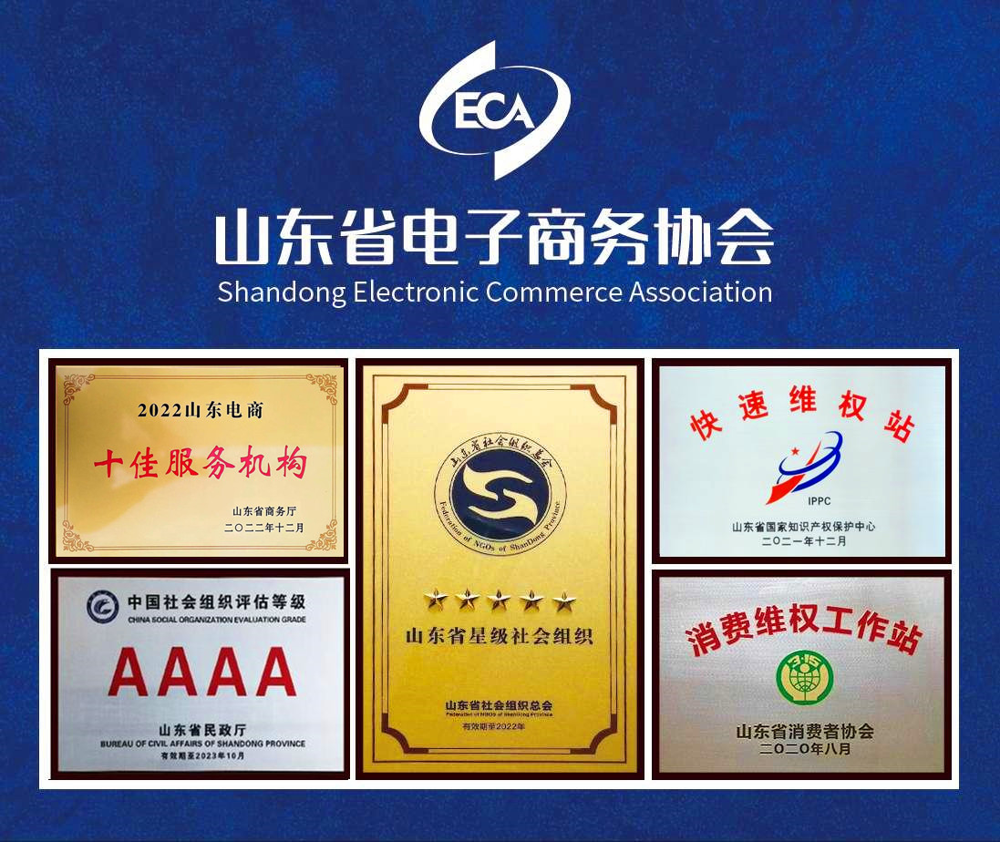 ECA
山东省电子商务协会
Shandong Electronic Commerce Association
2022山东电商
十佳服务机构
山东省商务厅
二〇二二年十二月
中国社会组织评估等级
CHINA SOCIAL ORGANIZATION EVALUATION GRADE
AAAA
山东省民政厅
BUREAU OF CIVIL AFFAIRS OF SHANDONG PROVINCE
有效期至2023年10月
山东省社会组织总会
Federation of NGOs of ShanDong Province
山东省星级社会组织
山东省社会组织总会
Federation of NGOs of ShanDong Province
有效期至2022年
快速维权站
IPPC
山东省国家知识产权保护中心
二〇二一年十二月
消费维权工作站
3·15
山东省消费者协会
二〇二〇年八月